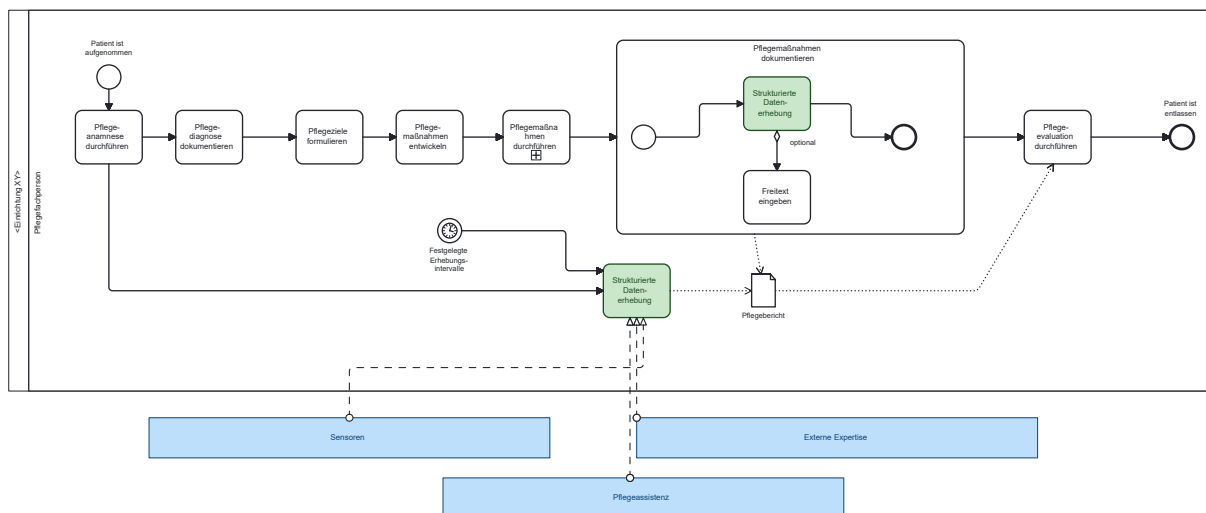 <Einrichtung XY>
Pflegefachperson
Patient ist
aufgenommen
Pflege-
anamnese
durchführen
Pflege-
diagnose
dokumentieren
Pflegeziele
formulieren
Pflege-
maßnahmen
entwickeln
Pflegemaßna
hmen
durchführen
Pflegemaßnahmen
dokumentieren
Strukturierte
Daten-
erhebung
optional
Freitext
eingeben
Pflege-
evaluation
durchführen
Patient ist
entlassen
Festgelegte
Erhebungs-
intervalle
Strukturierte
Daten-
erhebung
Pflegebericht
Sensoren
Externe Expertise
Pflegeassistenz